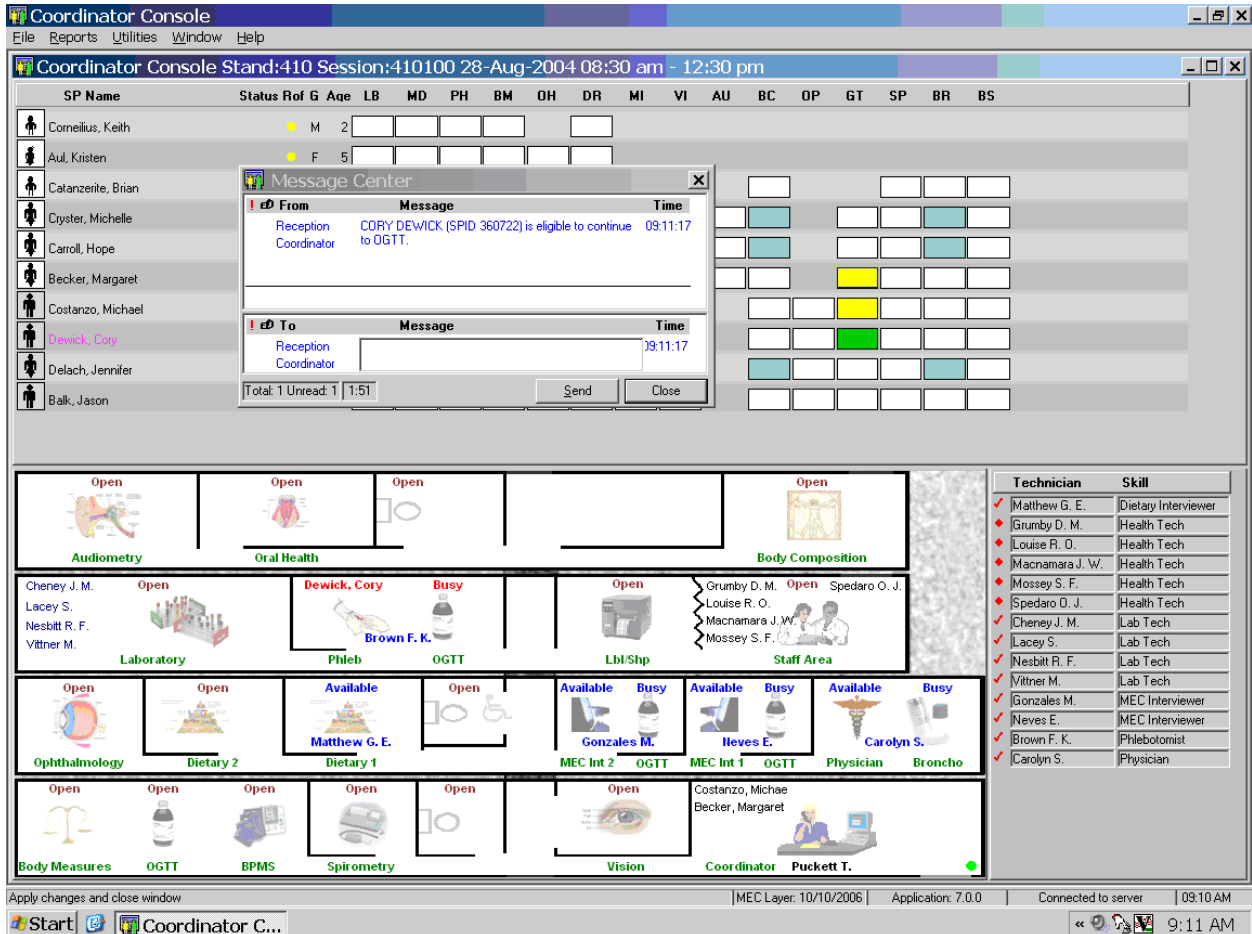 Coordinator Console
File Reports Utilities Window Help
Coordinator Console Stand:410 Session:410100 28-Aug-2004 08:30 am - 12:30 pm
SP Name Status Rof G Age LB MD PH BM OH DR MI VI AU BC OP GT SP BR BS
Corneilius, Keith M 2
Aul, Kristen F 5
Catanzerite, Brian
Cryster, Michelle
Carroll, Hope
Becker, Margaret
Costanzo, Michael
Dewick, Cory
Delach, Jennifer
Balk, Jason
Message Center
! From Message Time
Reception CORY DEWICK (SPID 360722) is eligible to continue 09:11:17
Coordinator to OGTT.
! To Message Time
Reception 09:11:17
Coordinator
Total: 1 Unread: 1 1:51 Send Close
Open Open Open Open
Audiometry Oral Health Body Composition
Cheney J. M. Open Dewick, Cory Busy Open Grumby D. M. Open Spedaro O. J.
Lacey S. Louise R. O.
Nesbitt R. F. Brown F. K. Macnamara J. W.
Vittner M. Mossey S. F.
Laboratory Phleb OGTT Lbl/Shp Staff Area
Open Open Available Open Available Busy Available Busy Available Busy
Matthew G. E. Gonzales M. Neves E. Carolyn S.
Ophthalmology Dietary 2 Dietary 1 MEC Int 2 OGTT MEC Int 1 OGTT Physician Broncho
Open Open Open Open Open Open Costanzo, Michae
Becker, Margaret
Body Measures OGTT BPMS Spirometry Vision Coordinator Puckett T.
Technician Skill
Matthew G. E. Dietary Interviewer
Grumby D. M. Health Tech
Louise R. O. Health Tech
Macnamara J. W. Health Tech
Mossey S. F. Health Tech
Spedaro O. J. Health Tech
Cheney J. M. Lab Tech
Lacey S. Lab Tech
Nesbitt R. F. Lab Tech
Vittner M. Lab Tech
Gonzales M. MEC Interviewer
Neves E. MEC Interviewer
Brown F. K. Phlebotomist
Carolyn S. Physician
Apply changes and close window MEC Layer: 10/10/2006 Application: 7.0.0 Connected to server 09:10 AM
Start Coordinator C... « 9:11 AM